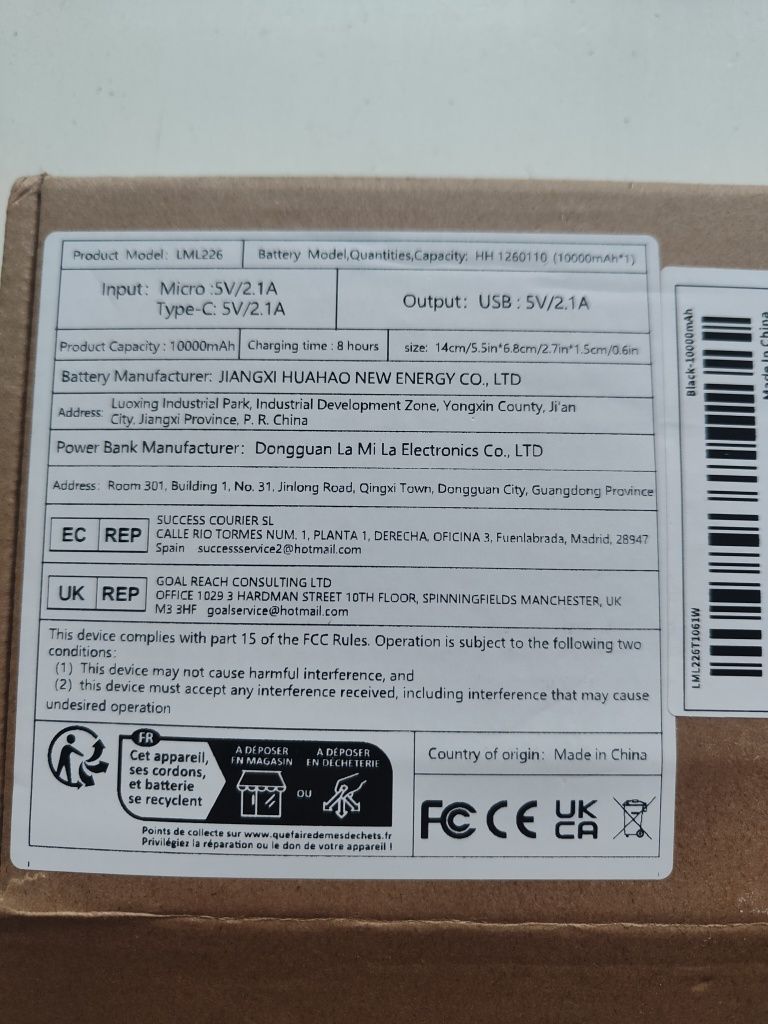 Product Model: LML226
Battery Model,Quantities,Capacity: HH 1260110 (10000mAh*1)
Input: Micro :5V/2.1A
Type-C: 5V/2.1A
Output: USB : 5V/2.1A
Product Capacity : 10000mAh
Charging time : 8 hours
size: 14cm/5.5in*6.8cm/2.7in*1.5cm/0.6in
Battery Manufacturer: JIANGXI HUAHAO NEW ENERGY CO., LTD
Address: Luoxing Industrial Park, Industrial Development Zone, Yongxin County, Ji'an
City, Jiangxi Province, P. R. China
Power Bank Manufacturer: Dongguan La Mi La Electronics Co., LTD
Address: Room 301, Building 1, No. 31, Jinlong Road, Qingxi Town, Dongguan City, Guangdong Province
EC REP
SUCCESS COURIER SL
CALLE RIO TORMES NUM. 1, PLANTA 1, DERECHA, OFICINA 3, Fuenlabrada, Madrid, 28947
Spain successservice2@hotmail.com
UK REP
GOAL REACH CONSULTING LTD
OFFICE 1029 3 HARDMAN STREET 10TH FLOOR, SPINNINGFIELDS MANCHESTER, UK
M3 3HF goalservice@hotmail.com
This device complies with part 15 of the FCC Rules. Operation is subject to the following two
conditions:
(1) This device may not cause harmful interference, and
(2) this device must accept any interference received, including interference that may cause
undesired operation
FR
Cet appareil,
ses cordons,
et batterie
se recyclent
A DÉPOSER
EN MAGASIN
OU
A DÉPOSER
EN DÉCHÈTERIE
Points de collecte sur www.quefairedemesdechets.fr
Privilégiez la réparation ou le don de votre appareil !
Country of origin: Made in China
FC CE UK
CA
Black-10000mAh
LML226T1061W
Made in China